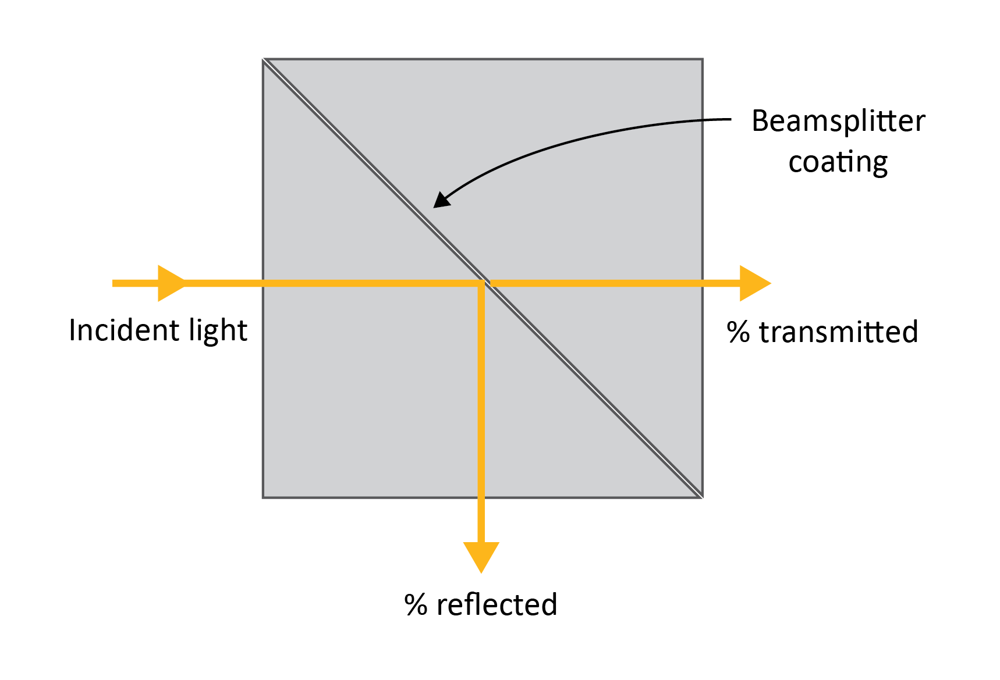 Beamsplitter
coating
Incident light
% transmitted
% reflected